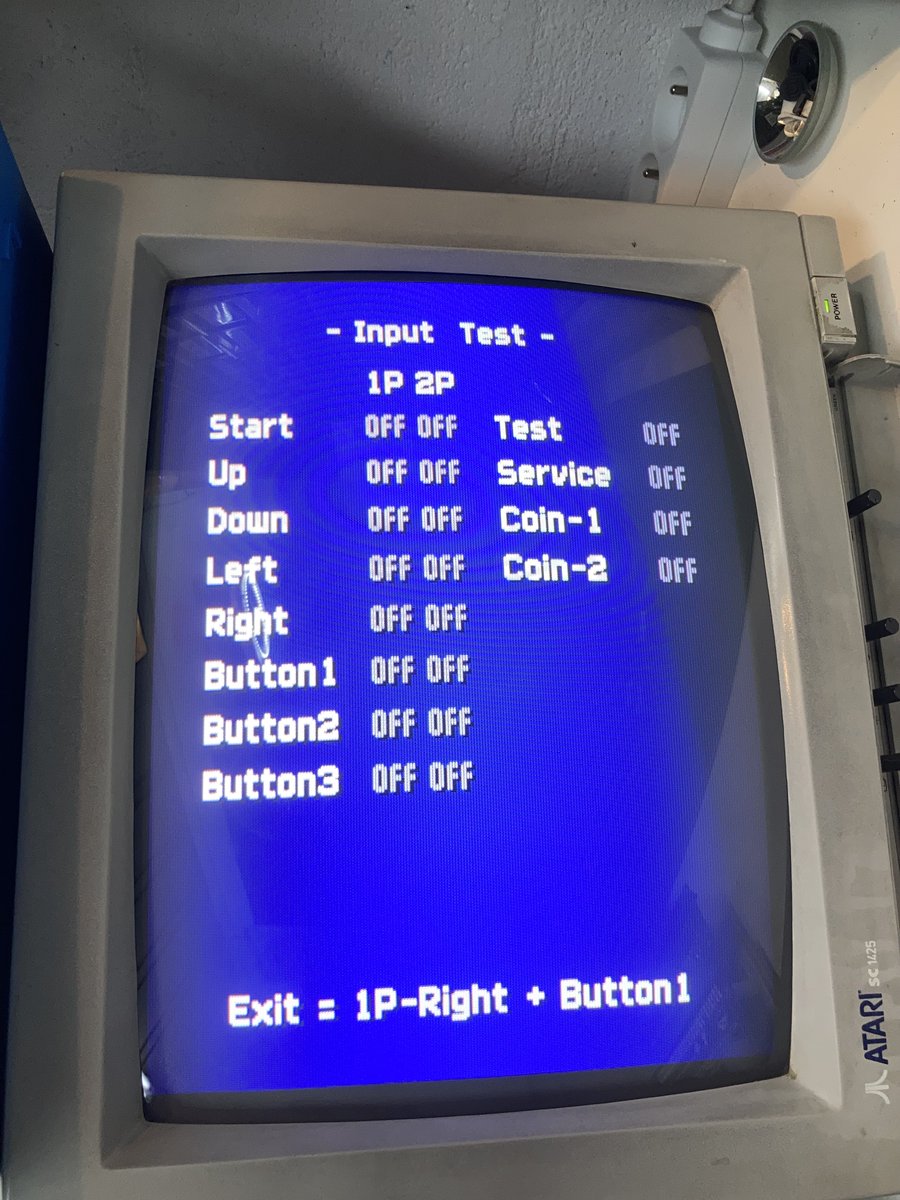 - Input Test -
1P 2P
Start OFF OFF Test OFF
Up OFF OFF Service OFF
Down OFF OFF Coin-1 OFF
Left OFF OFF Coin-2 OFF
Right OFF OFF
Button1 OFF OFF
Button2 OFF OFF
Button3 OFF OFF
Exit = 1P-Right + Button1
POWER
ATARI SC1425